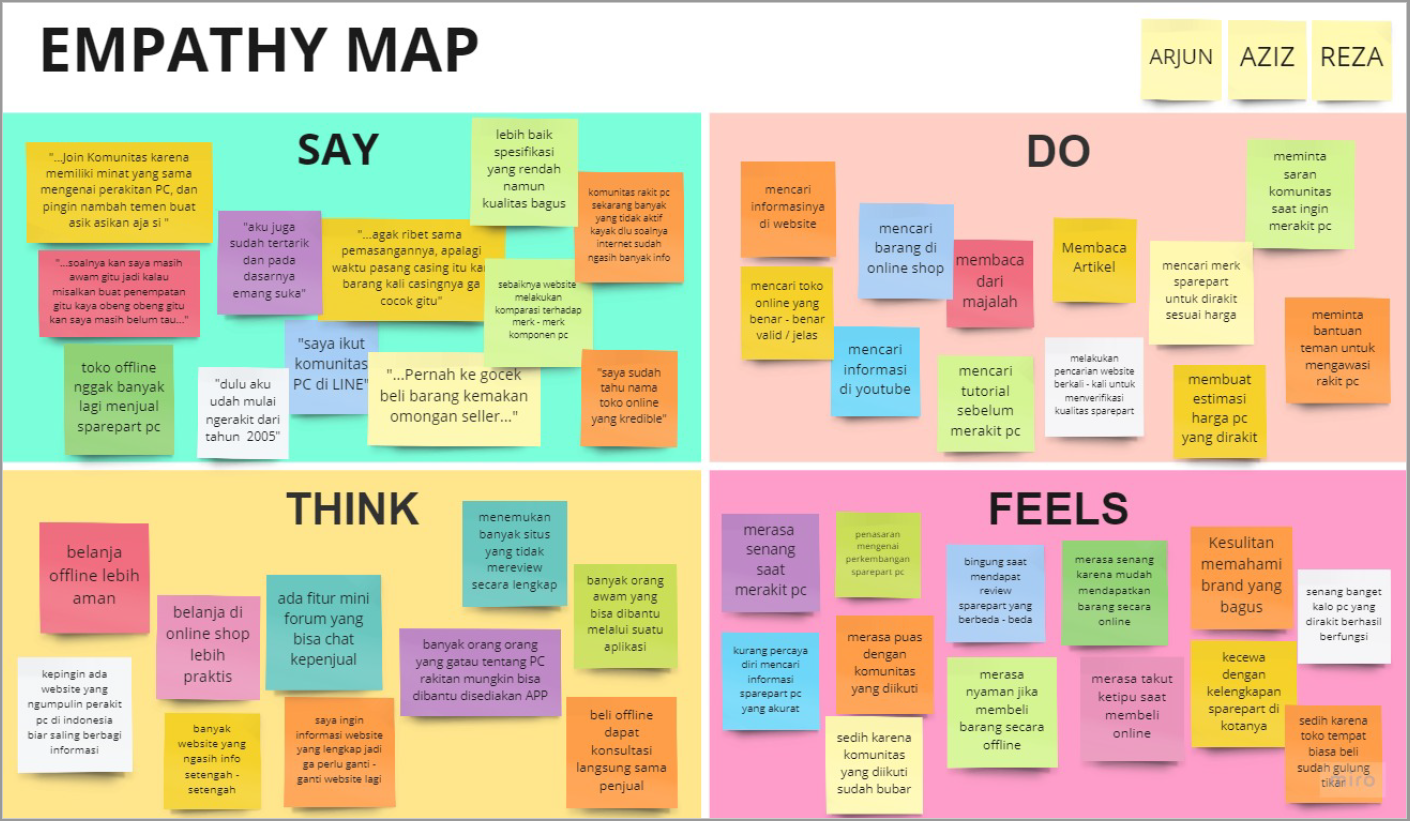 EMPATHY MAP
ARJUN
AZIZ
REZA
SAY
"...Join Komunitas karena
memiliki minat yang sama
mengenai perakitan PC, dan
pingin nambah temen buat
asik asikan aja si "
"...soalnya kan saya masih
awam gitu jadi kalau
misalkan buat penempatan
gitu kaya obeng obeng gitu
kan saya masih belum tau..."
toko offline
nggak banyak
lagi menjual
sparepart pc
"aku juga
sudah tertarik
dan pada
dasarnya
emang suka"
"dulu aku
udah mulai
ngerakit dari
tahun 2005"
"...agak ribet sama
pemasangannya, apalagi
waktu pasang casing itu kan
barang kali casingnya ga
cocok gitu"
"saya ikut
komunitas
PC di LINE"
"...Pernah ke gocek
beli barang kemakan
omongan seller..."
lebih baik
spesifikasi
yang rendah
namun
kualitas bagus
sebaiknya website
melakukan
komparasi terhadap
merk - merk
komponen pc
komunitas rakit pc
sekarang banyak
yang tidak aktif
kayak dlu soalnya
internet sudah
ngasih banyak info
"saya sudah
tahu nama
toko online
yang kredible"
DO
mencari
informasinya
di website
mencari toko
online yang
benar - benar
valid / jelas
mencari
barang di
online shop
mencari
informasi
di youtube
membaca
dari
majalah
mencari
tutorial
sebelum
merakit pc
Membaca
Artikel
melakukan
pencarian website
berkali - kali untuk
menverifikasi
kualitas sparepart
mencari merk
sparepart
untuk dirakit
sesuai harga
membuat
estimasi
harga pc
yang dirakit
meminta
saran
komunitas
saat ingin
merakit pc
meminta
bantuan
teman untuk
mengawasi
rakit pc
THINK
belanja
offline lebih
aman
kepingin ada
website yang
ngumpulin perakit
pc di indonesia
biar saling berbagi
informasi
belanja di
online shop
lebih
praktis
banyak
website yang
ngasih info
setengah -
setengah
ada fitur mini
forum yang
bisa chat
kepenjual
saya ingin
informasi website
yang lengkap jadi
ga perlu ganti -
ganti website lagi
menemukan
banyak situs
yang tidak
mereview
secara lengkap
banyak orang orang
yang gatau tentang PC
rakitan mungkin bisa
dibantu disediakan APP
banyak orang
awam yang
bisa dibantu
melalui suatu
aplikasi
beli offline
dapat
konsultasi
langsung sama
penjual
FEELS
merasa
senang
saat
merakit pc
kurang percaya
diri mencari
informasi
sparepart pc
yang akurat
penasaran
mengenai
perkembangan
sparepart pc
merasa puas
dengan
komunitas
yang diikuti
sedih karena
komunitas
yang diikuti
sudah bubar
bingung saat
mendapat
review
sparepart yang
berbeda - beda
merasa
nyaman jika
membeli
barang secara
offline
merasa senang
karena mudah
mendapatkan
barang secara
online
merasa takut
ketipu saat
membeli
online
Kesulitan
memahami
brand yang
bagus
kecewa
dengan
kelengkapan
sparepart di
kotanya
senang banget
kalo pc yang
dirakit berhasil
berfungsi
sedih karena
toko tempat
biasa beli
sudah gulung
tikar
miro